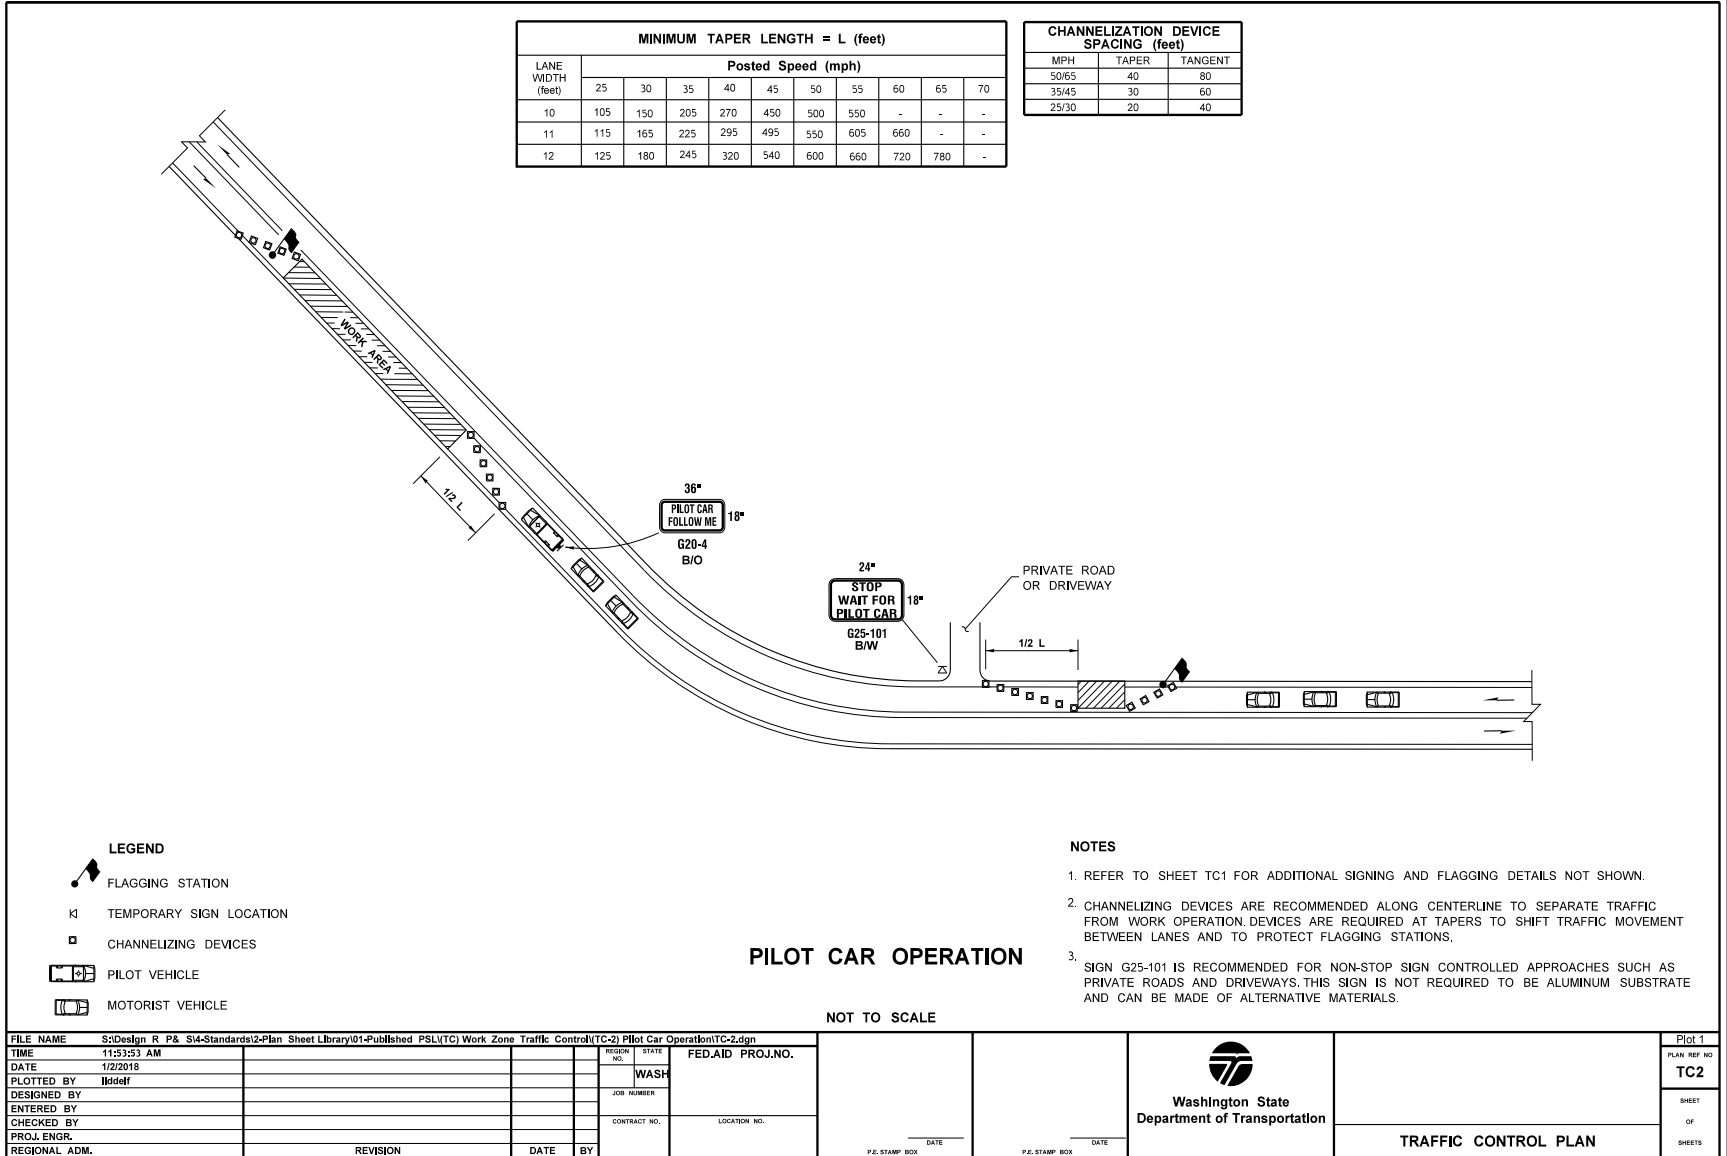 MINIMUM TAPER LENGTH = L (feet)
LANE WIDTH (feet)
Posted Speed (mph)
25 30 35 40 45 50 55 60 65 70
10 105 150 205 270 450 500 550 - - -
11 115 165 225 295 495 550 605 660 - -
12 125 180 245 320 540 600 660 720 780 -
CHANNELIZATION DEVICE
SPACING (feet)
MPH TAPER TANGENT
50/65 40 80
35/45 30 60
25/30 20 40
WORK AREA
1/2 L
36"
PILOT CAR
FOLLOW ME
18"
G20-4
B/O
24"
STOP
WAIT FOR
PILOT CAR
18"
G25-101
B/W
PRIVATE ROAD
OR DRIVEWAY
1/2 L
LEGEND
FLAGGING STATION
TEMPORARY SIGN LOCATION
CHANNELIZING DEVICES
PILOT VEHICLE
MOTORIST VEHICLE
PILOT CAR OPERATION
NOT TO SCALE
NOTES
1. REFER TO SHEET TC1 FOR ADDITIONAL SIGNING AND FLAGGING DETAILS NOT SHOWN.
2. CHANNELIZING DEVICES ARE RECOMMENDED ALONG CENTERLINE TO SEPARATE TRAFFIC
FROM WORK OPERATION. DEVICES ARE REQUIRED AT TAPERS TO SHIFT TRAFFIC MOVEMENT
BETWEEN LANES AND TO PROTECT FLAGGING STATIONS.
3.
SIGN G25-101 IS RECOMMENDED FOR NON-STOP SIGN CONTROLLED APPROACHES SUCH AS
PRIVATE ROADS AND DRIVEWAYS. THIS SIGN IS NOT REQUIRED TO BE ALUMINUM SUBSTRATE
AND CAN BE MADE OF ALTERNATIVE MATERIALS.
FILE NAME S:\Design R P& S\4-Standards\2-Plan Sheet Library\01-Published PSL\(TC) Work Zone Traffic Control\(TC-2) Pilot Car Operation\TC-2.dgn
TIME 11:53:53 AM
DATE 1/2/2018
PLOTTED BY liddelf
DESIGNED BY
ENTERED BY
CHECKED BY
PROJ. ENGR.
REGIONAL ADM.
REVISION DATE BY
REGION NO.
STATE
WASH
JOB NUMBER
CONTRACT NO.
FED.AID PROJ.NO.
LOCATION NO.
DATE
P.E. STAMP BOX
DATE
P.E. STAMP BOX
Washington State
Department of Transportation
TRAFFIC CONTROL PLAN
Plot 1
PLAN REF NO
TC2
SHEET
OF
SHEETS